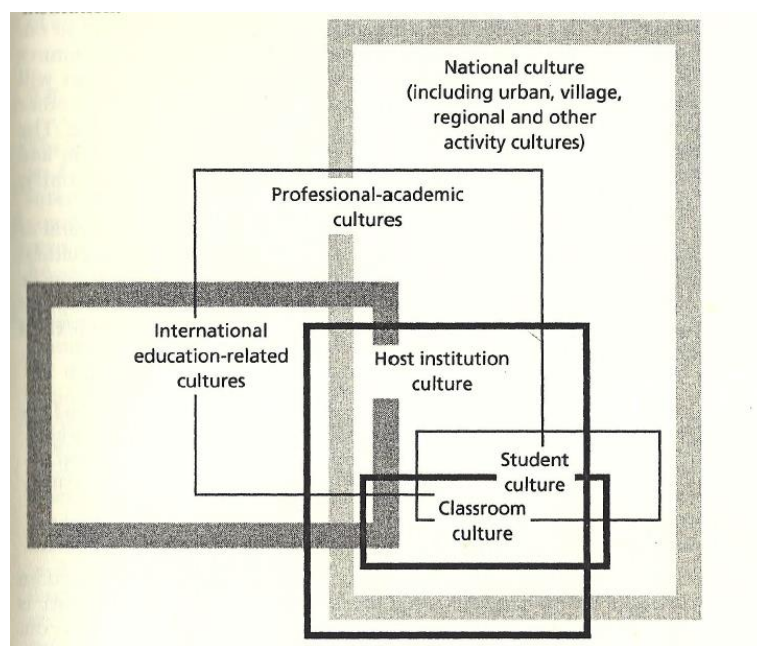 National culture
(including urban, village,
regional and other
activity cultures)
Professional-academic
cultures
International
education-related
cultures
Host institution
culture
Student
culture
Classroom
culture